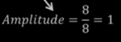 Amplitude = 8/8 = 1